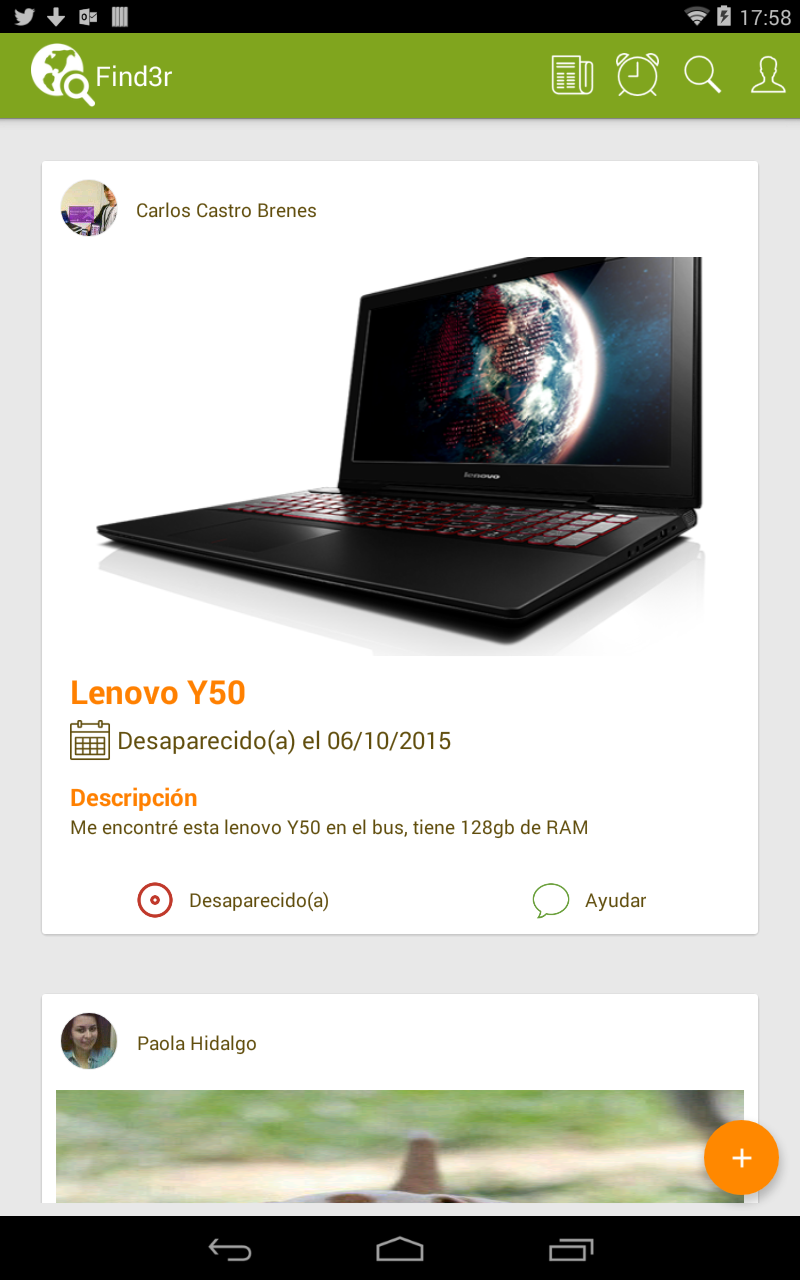 17:58
Find3r
Carlos Castro Brenes
lenovo
Lenovo Y50
Desaparecido(a) el 06/10/2015
Descripción
Me encontré esta lenovo Y50 en el bus, tiene 128gb de RAM
Desaparecido(a)
Ayudar
Paola Hidalgo
+